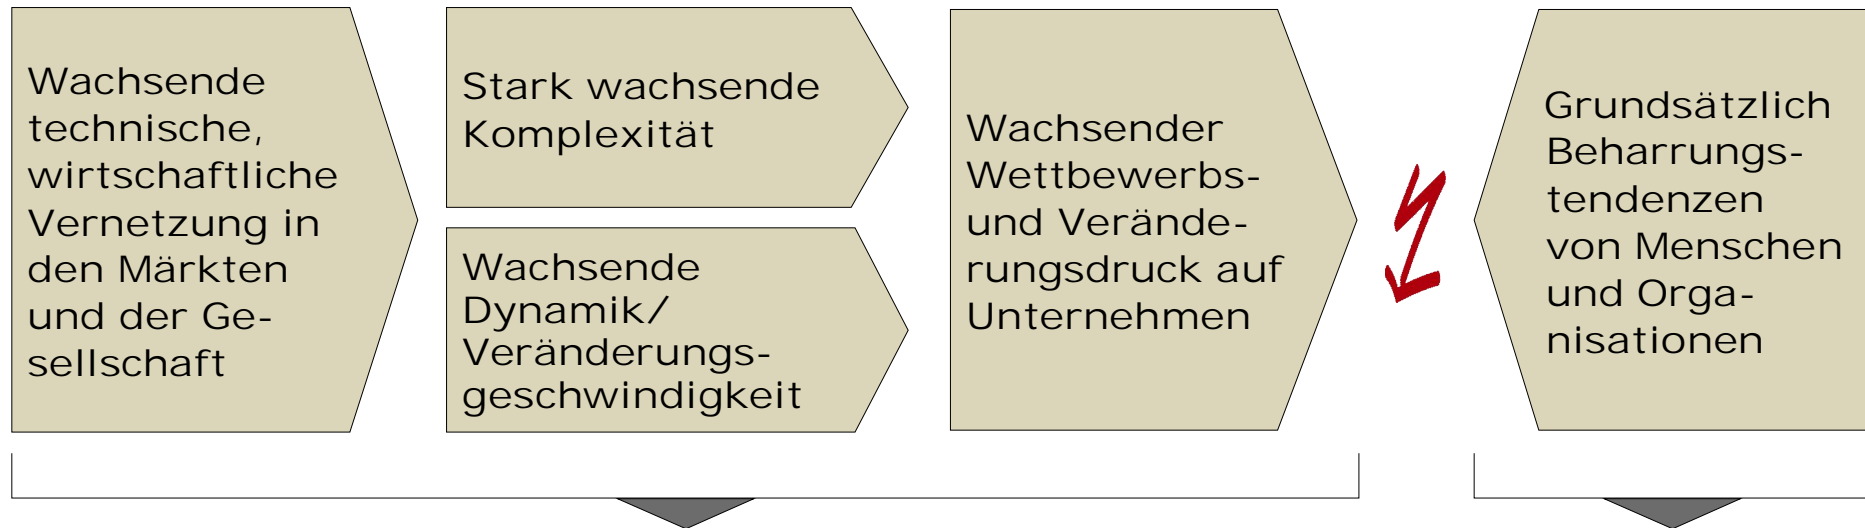 Wachsende
technische,
wirtschaftliche
Vernetzung in
den Märkten
und der Ge-
sellschaft
Stark wachsende
Komplexität
Wachsende
Dynamik/
Veränderungs-
geschwindigkeit
Wachsender
Wettbewerbs-
und Verände-
rungsdruck auf
Unternehmen
Grundsätzlich
Beharrungs-
tendenzen
von Menschen
und Orga-
nisationen